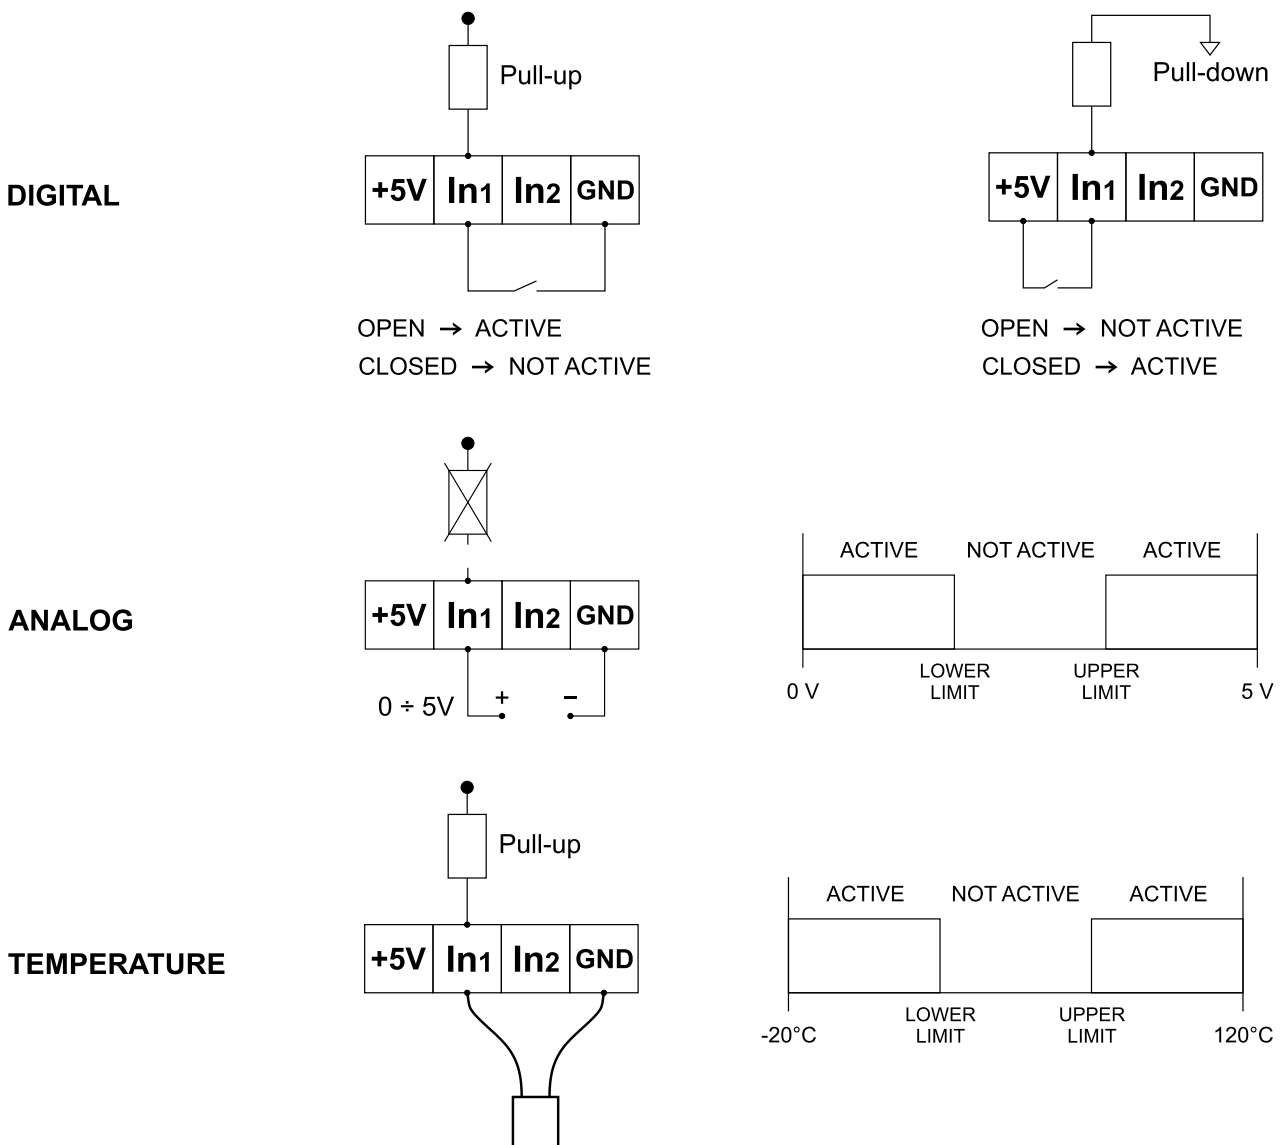 Pull-up
Pull-down
DIGITAL
+5V In1 In2 GND
+5V In1 In2 GND
OPEN → ACTIVE
CLOSED → NOT ACTIVE
OPEN → NOT ACTIVE
CLOSED → ACTIVE
ANALOG
+5V In1 In2 GND
0 ÷ 5V + −
ACTIVE NOT ACTIVE ACTIVE
LOWER LIMIT
UPPER LIMIT
0 V
5 V
Pull-up
TEMPERATURE
+5V In1 In2 GND
ACTIVE NOT ACTIVE ACTIVE
LOWER LIMIT
UPPER LIMIT
-20°C
120°C